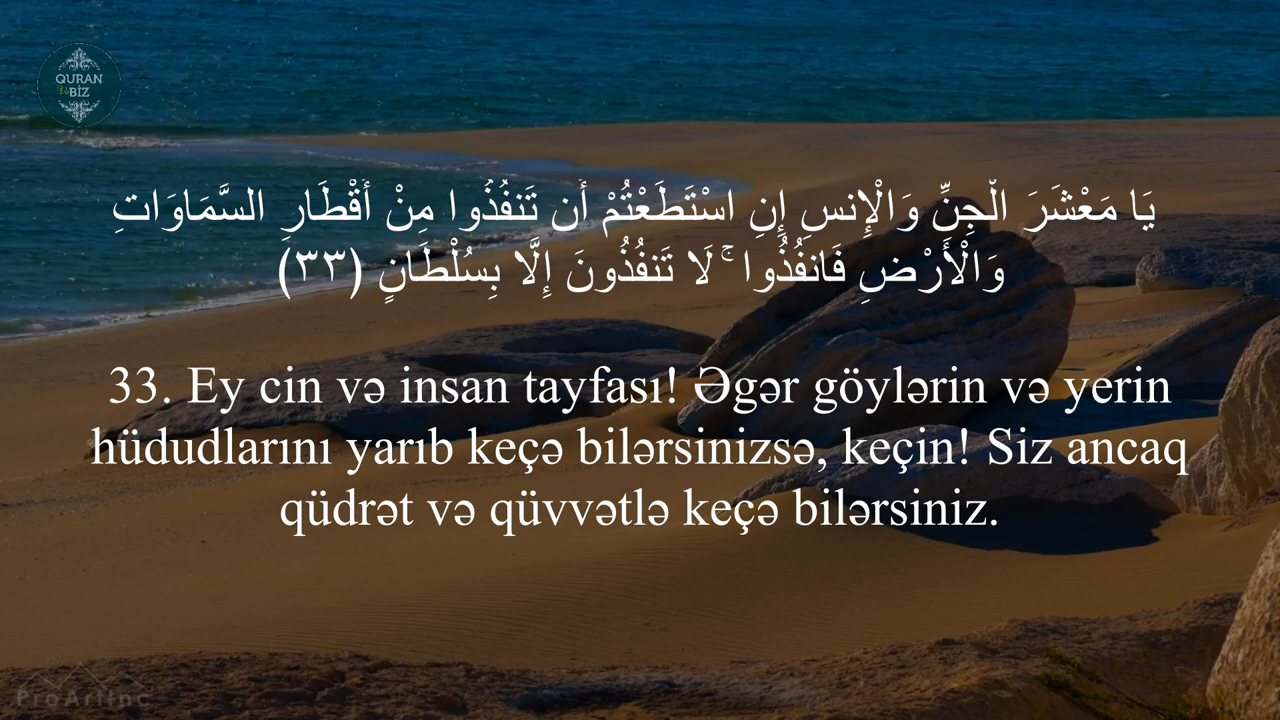 QURAN
Və BİZ
يَا مَعْشَرَ الْجِنِّ وَالْإِنسِ إِنِ اسْتَطَعْتُمْ أَن تَنفُذُوا مِنْ أَقْطَارِ السَّمَاوَاتِ
وَالْأَرْضِ فَانفُذُوا ۚ لَا تَنفُذُونَ إِلَّا بِسُلْطَانٍ (٣٣)
33. Ey cin və insan tayfası! Əgər göylərin və yerin
hüdudlarını yarıb keçə bilərsinizsə, keçin! Siz ancaq
qüdrət və qüvvətlə keçə bilərsiniz.
ProArtInc